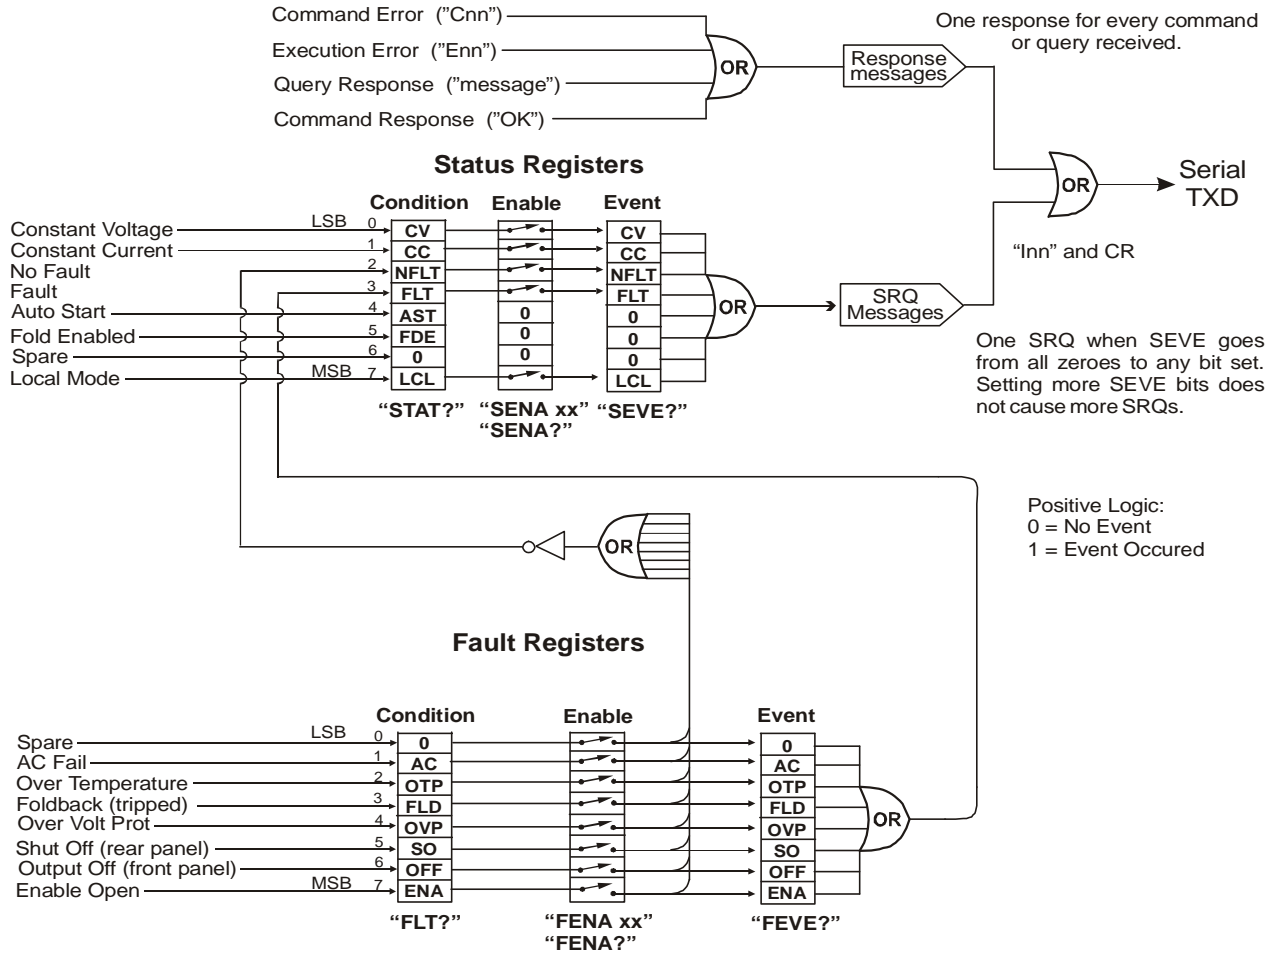 Command Error (”Cnn”)
Execution Error (”Enn”)
Query Response (”message”)
Command Response (”OK”)
OR
Response
messages
One response for every command
or query received.
Status Registers
Condition Enable Event
Constant Voltage LSB 0 CV CV
Constant Current 1 CC CC
No Fault 2 NFLT NFLT
Fault 3 FLT FLT
Auto Start 4 AST 0 0
Fold Enabled 5 FDE 0 0
Spare 6 0 0 0
Local Mode MSB 7 LCL LCL
“STAT?” “SENA xx” “SEVE?”
“SENA?”
OR
SRQ
Messages
OR
Serial
TXD
“Inn” and CR
One SRQ when SEVE goes
from all zeroes to any bit set.
Setting more SEVE bits does
not cause more SRQs.
Positive Logic:
0 = No Event
1 = Event Occured
OR
Fault Registers
Condition Enable Event
Spare LSB 0 0 0
AC Fail 1 AC AC
Over Temperature 2 OTP OTP
Foldback (tripped) 3 FLD FLD
Over Volt Prot 4 OVP OVP
Shut Off (rear panel) 5 SO SO
Output Off (front panel) 6 OFF OFF
Enable Open MSB 7 ENA ENA
OR
“FLT?” “FENA xx” “FEVE?”
“FENA?”